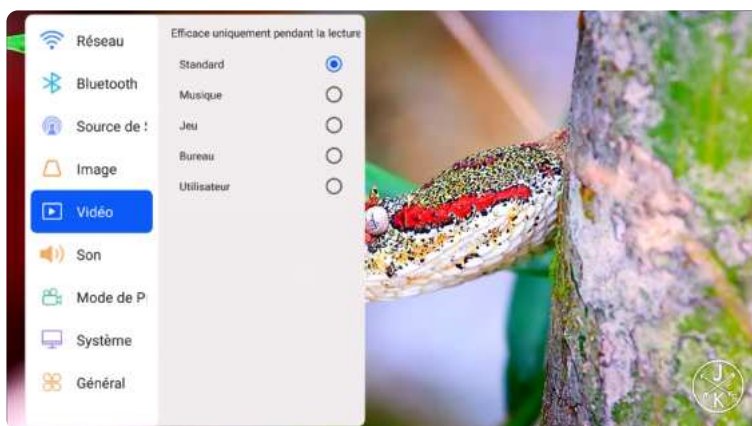 Réseau
Bluetooth
Source de S
Image
Vidéo
Son
Mode de P
Système
Général
Efficace uniquement pendant la lecture
Standard
Musique
Jeu
Bureau
Utilisateur
J
K